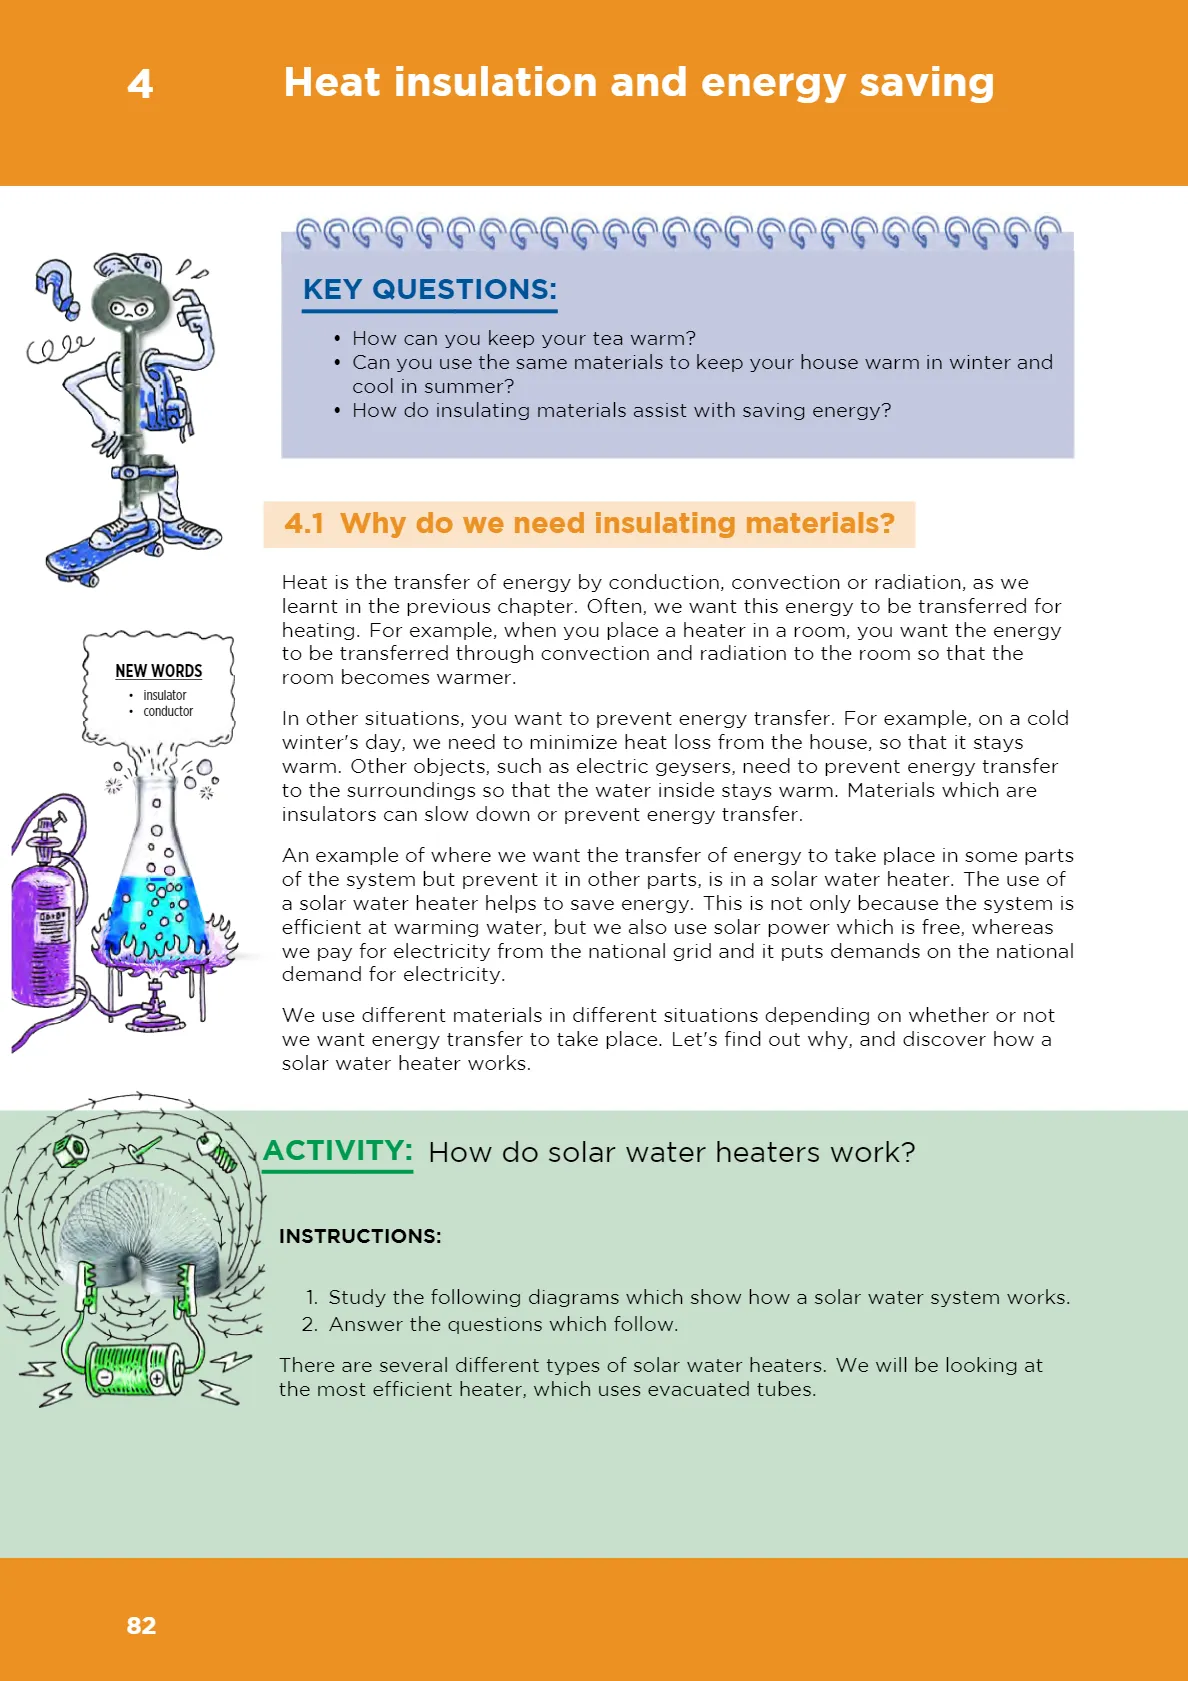 4 Heat insulation and energy saving
KEY QUESTIONS:
• How can you keep your tea warm?
• Can you use the same materials to keep your house warm in winter and
cool in summer?
• How do insulating materials assist with saving energy?
4.1 Why do we need insulating materials?
Heat is the transfer of energy by conduction, convection or radiation, as we
learnt in the previous chapter. Often, we want this energy to be transferred for
heating. For example, when you place a heater in a room, you want the energy
to be transferred through convection and radiation to the room so that the
room becomes warmer.
NEW WORDS
• insulator
• conductor
In other situations, you want to prevent energy transfer. For example, on a cold
winter's day, we need to minimize heat loss from the house, so that it stays
warm. Other objects, such as electric geysers, need to prevent energy transfer
to the surroundings so that the water inside stays warm. Materials which are
insulators can slow down or prevent energy transfer.
An example of where we want the transfer of energy to take place in some parts
of the system but prevent it in other parts, is in a solar water heater. The use of
a solar water heater helps to save energy. This is not only because the system is
efficient at warming water, but we also use solar power which is free, whereas
we pay for electricity from the national grid and it puts demands on the national
demand for electricity.
We use different materials in different situations depending on whether or not
we want energy transfer to take place. Let's find out why, and discover how a
solar water heater works.
ACTIVITY: How do solar water heaters work?
INSTRUCTIONS:
1. Study the following diagrams which show how a solar water system works.
2. Answer the questions which follow.
There are several different types of solar water heaters. We will be looking at
the most efficient heater, which uses evacuated tubes.
82